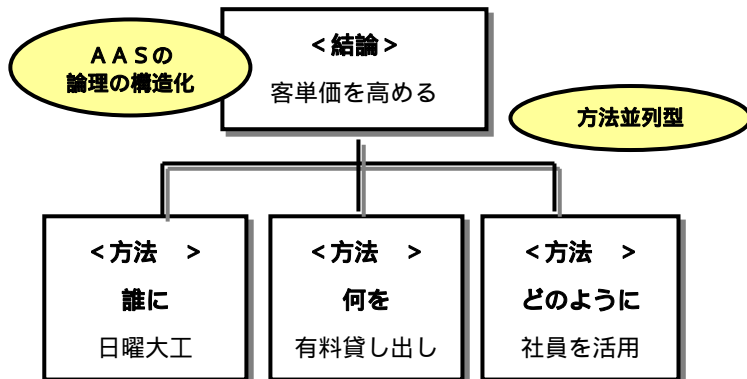 AASの
論理の構造化
<結論>
客単価を高める
方法並列型
<方法　>
誰に
日曜大工
<方法　>
何を
有料貸し出し
<方法　>
どのように
社員を活用